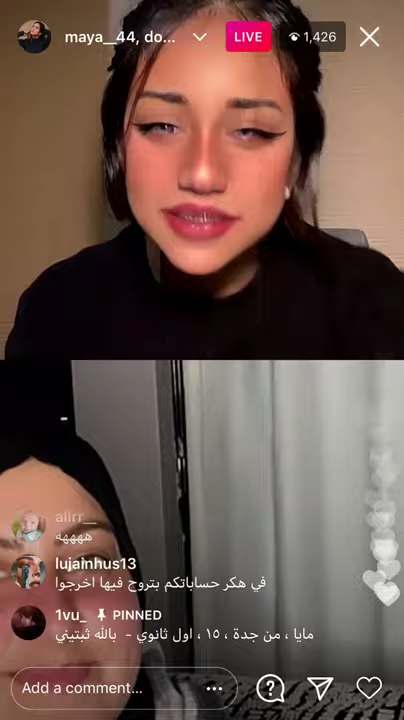 maya__44, do...
LIVE
1,426
alirr__
هههههه
lujainhus13
في هكر حساباتكم بتروح فيها اخرجوا
1vu_ PINNED
مايا ، من جدة ، ١٥ ، اول ثانوي - بالله ثبتيني
Add a comment...